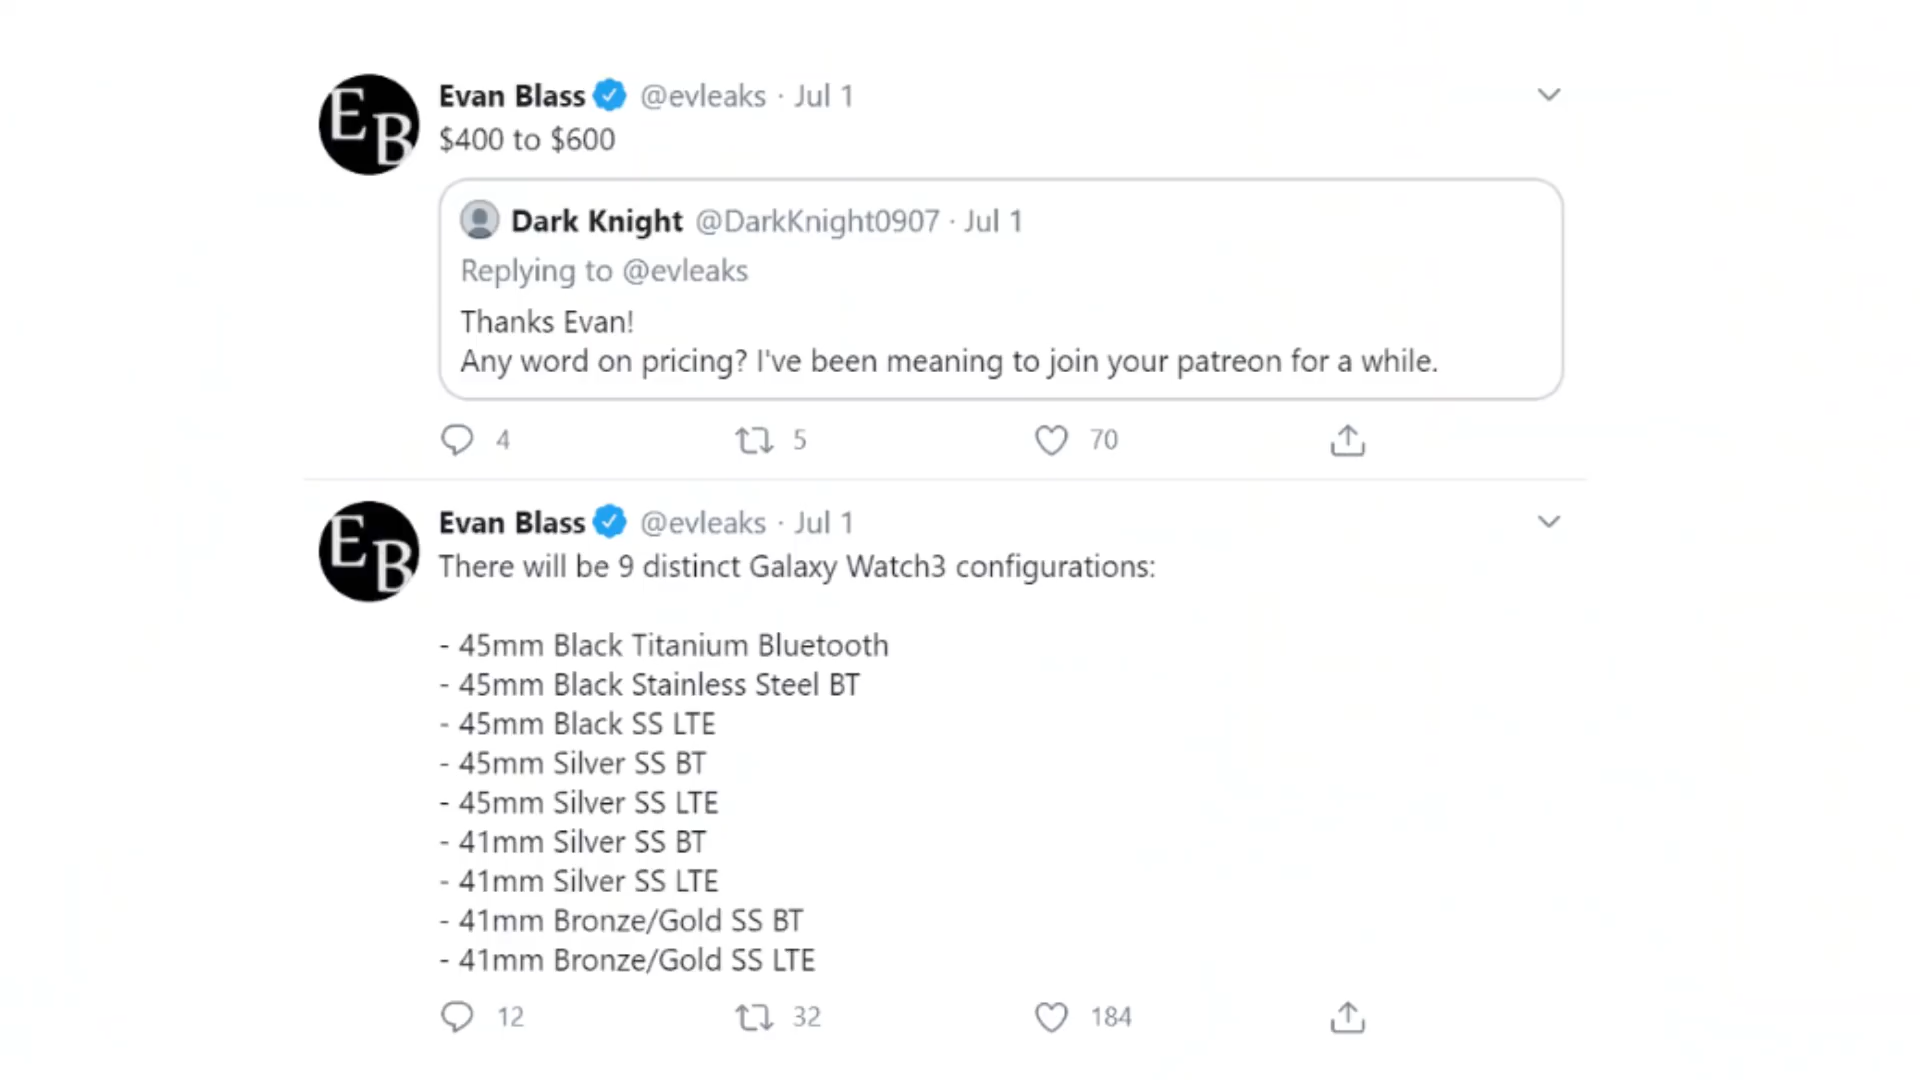 EB
Evan Blass @evleaks · Jul 1
$400 to $600
Dark Knight @DarkKnight0907 · Jul 1
Replying to @evleaks
Thanks Evan!
Any word on pricing? I've been meaning to join your patreon for a while.
4 5 70
EB
Evan Blass @evleaks · Jul 1
There will be 9 distinct Galaxy Watch3 configurations:
- 45mm Black Titanium Bluetooth
- 45mm Black Stainless Steel BT
- 45mm Black SS LTE
- 45mm Silver SS BT
- 45mm Silver SS LTE
- 41mm Silver SS BT
- 41mm Silver SS LTE
- 41mm Bronze/Gold SS BT
- 41mm Bronze/Gold SS LTE
12 32 184